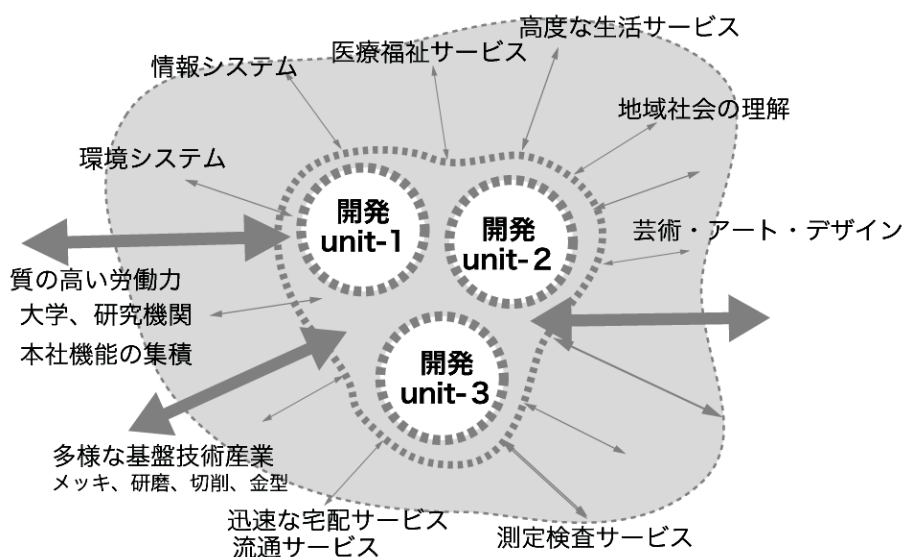 高度な生活サービス
医療福祉サービス
情報システム
地域社会の理解
環境システム
開発
unit-1
開発
unit-2
芸術・アート・デザイン
質の高い労働力
大学、研究機関
本社機能の集積
開発
unit-3
多様な基盤技術産業
メッキ、研磨、切削、金型
迅速な宅配サービス
流通サービス
測定検査サービス